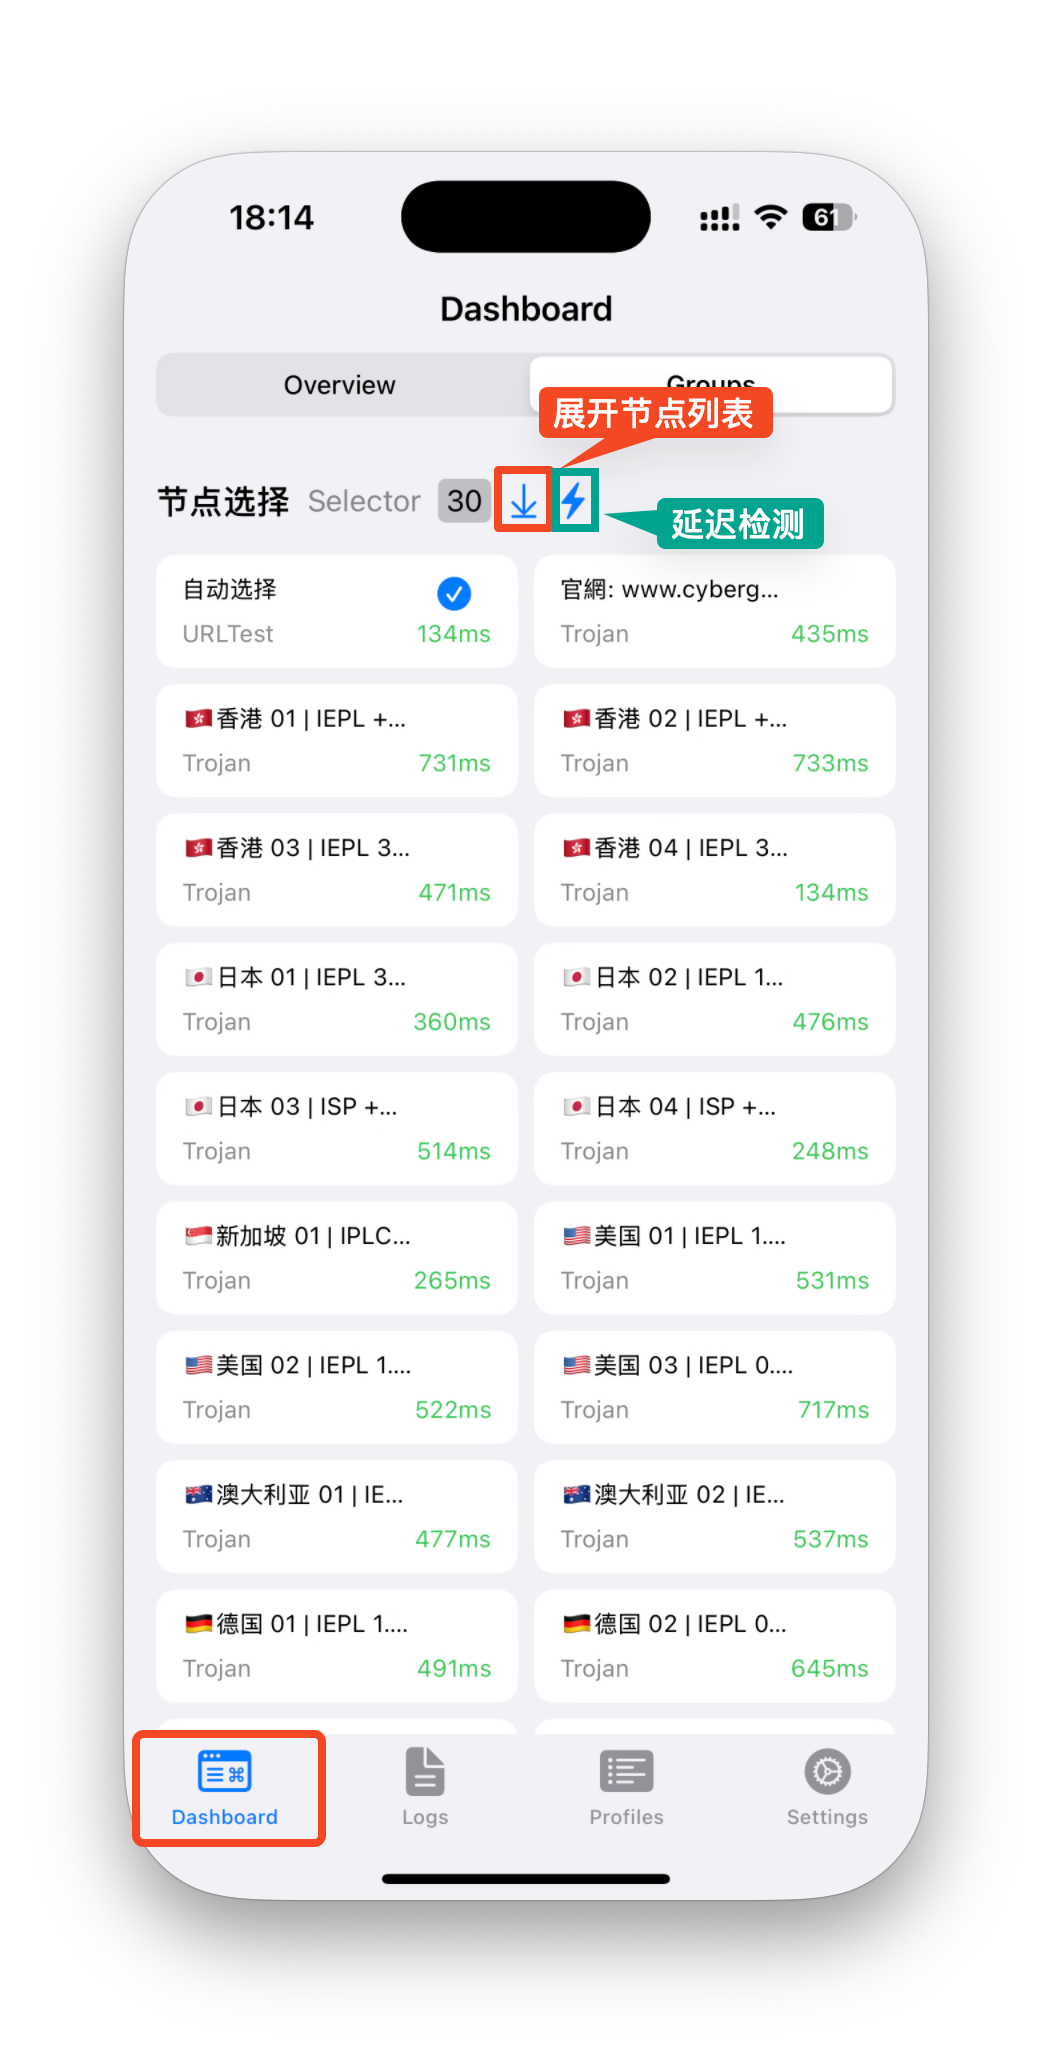 18:14
61
Dashboard
Overview
Groups
展开节点列表
节点选择 Selector 30
延迟检测
自动选择
URLTest 134ms
官網: www.cyberg...
Trojan 435ms
香港 01 | IEPL +...
Trojan 731ms
香港 02 | IEPL +...
Trojan 733ms
香港 03 | IEPL 3...
Trojan 471ms
香港 04 | IEPL 3...
Trojan 134ms
日本 01 | IEPL 3...
Trojan 360ms
日本 02 | IEPL 1...
Trojan 476ms
日本 03 | ISP +...
Trojan 514ms
日本 04 | ISP +...
Trojan 248ms
新加坡 01 | IPLC...
Trojan 265ms
美国 01 | IEPL 1....
Trojan 531ms
美国 02 | IEPL 1....
Trojan 522ms
美国 03 | IEPL 0....
Trojan 717ms
澳大利亚 01 | IE...
Trojan 477ms
澳大利亚 02 | IE...
Trojan 537ms
德国 01 | IEPL 1....
Trojan 491ms
德国 02 | IEPL 0...
Trojan 645ms
Dashboard
Logs
Profiles
Settings